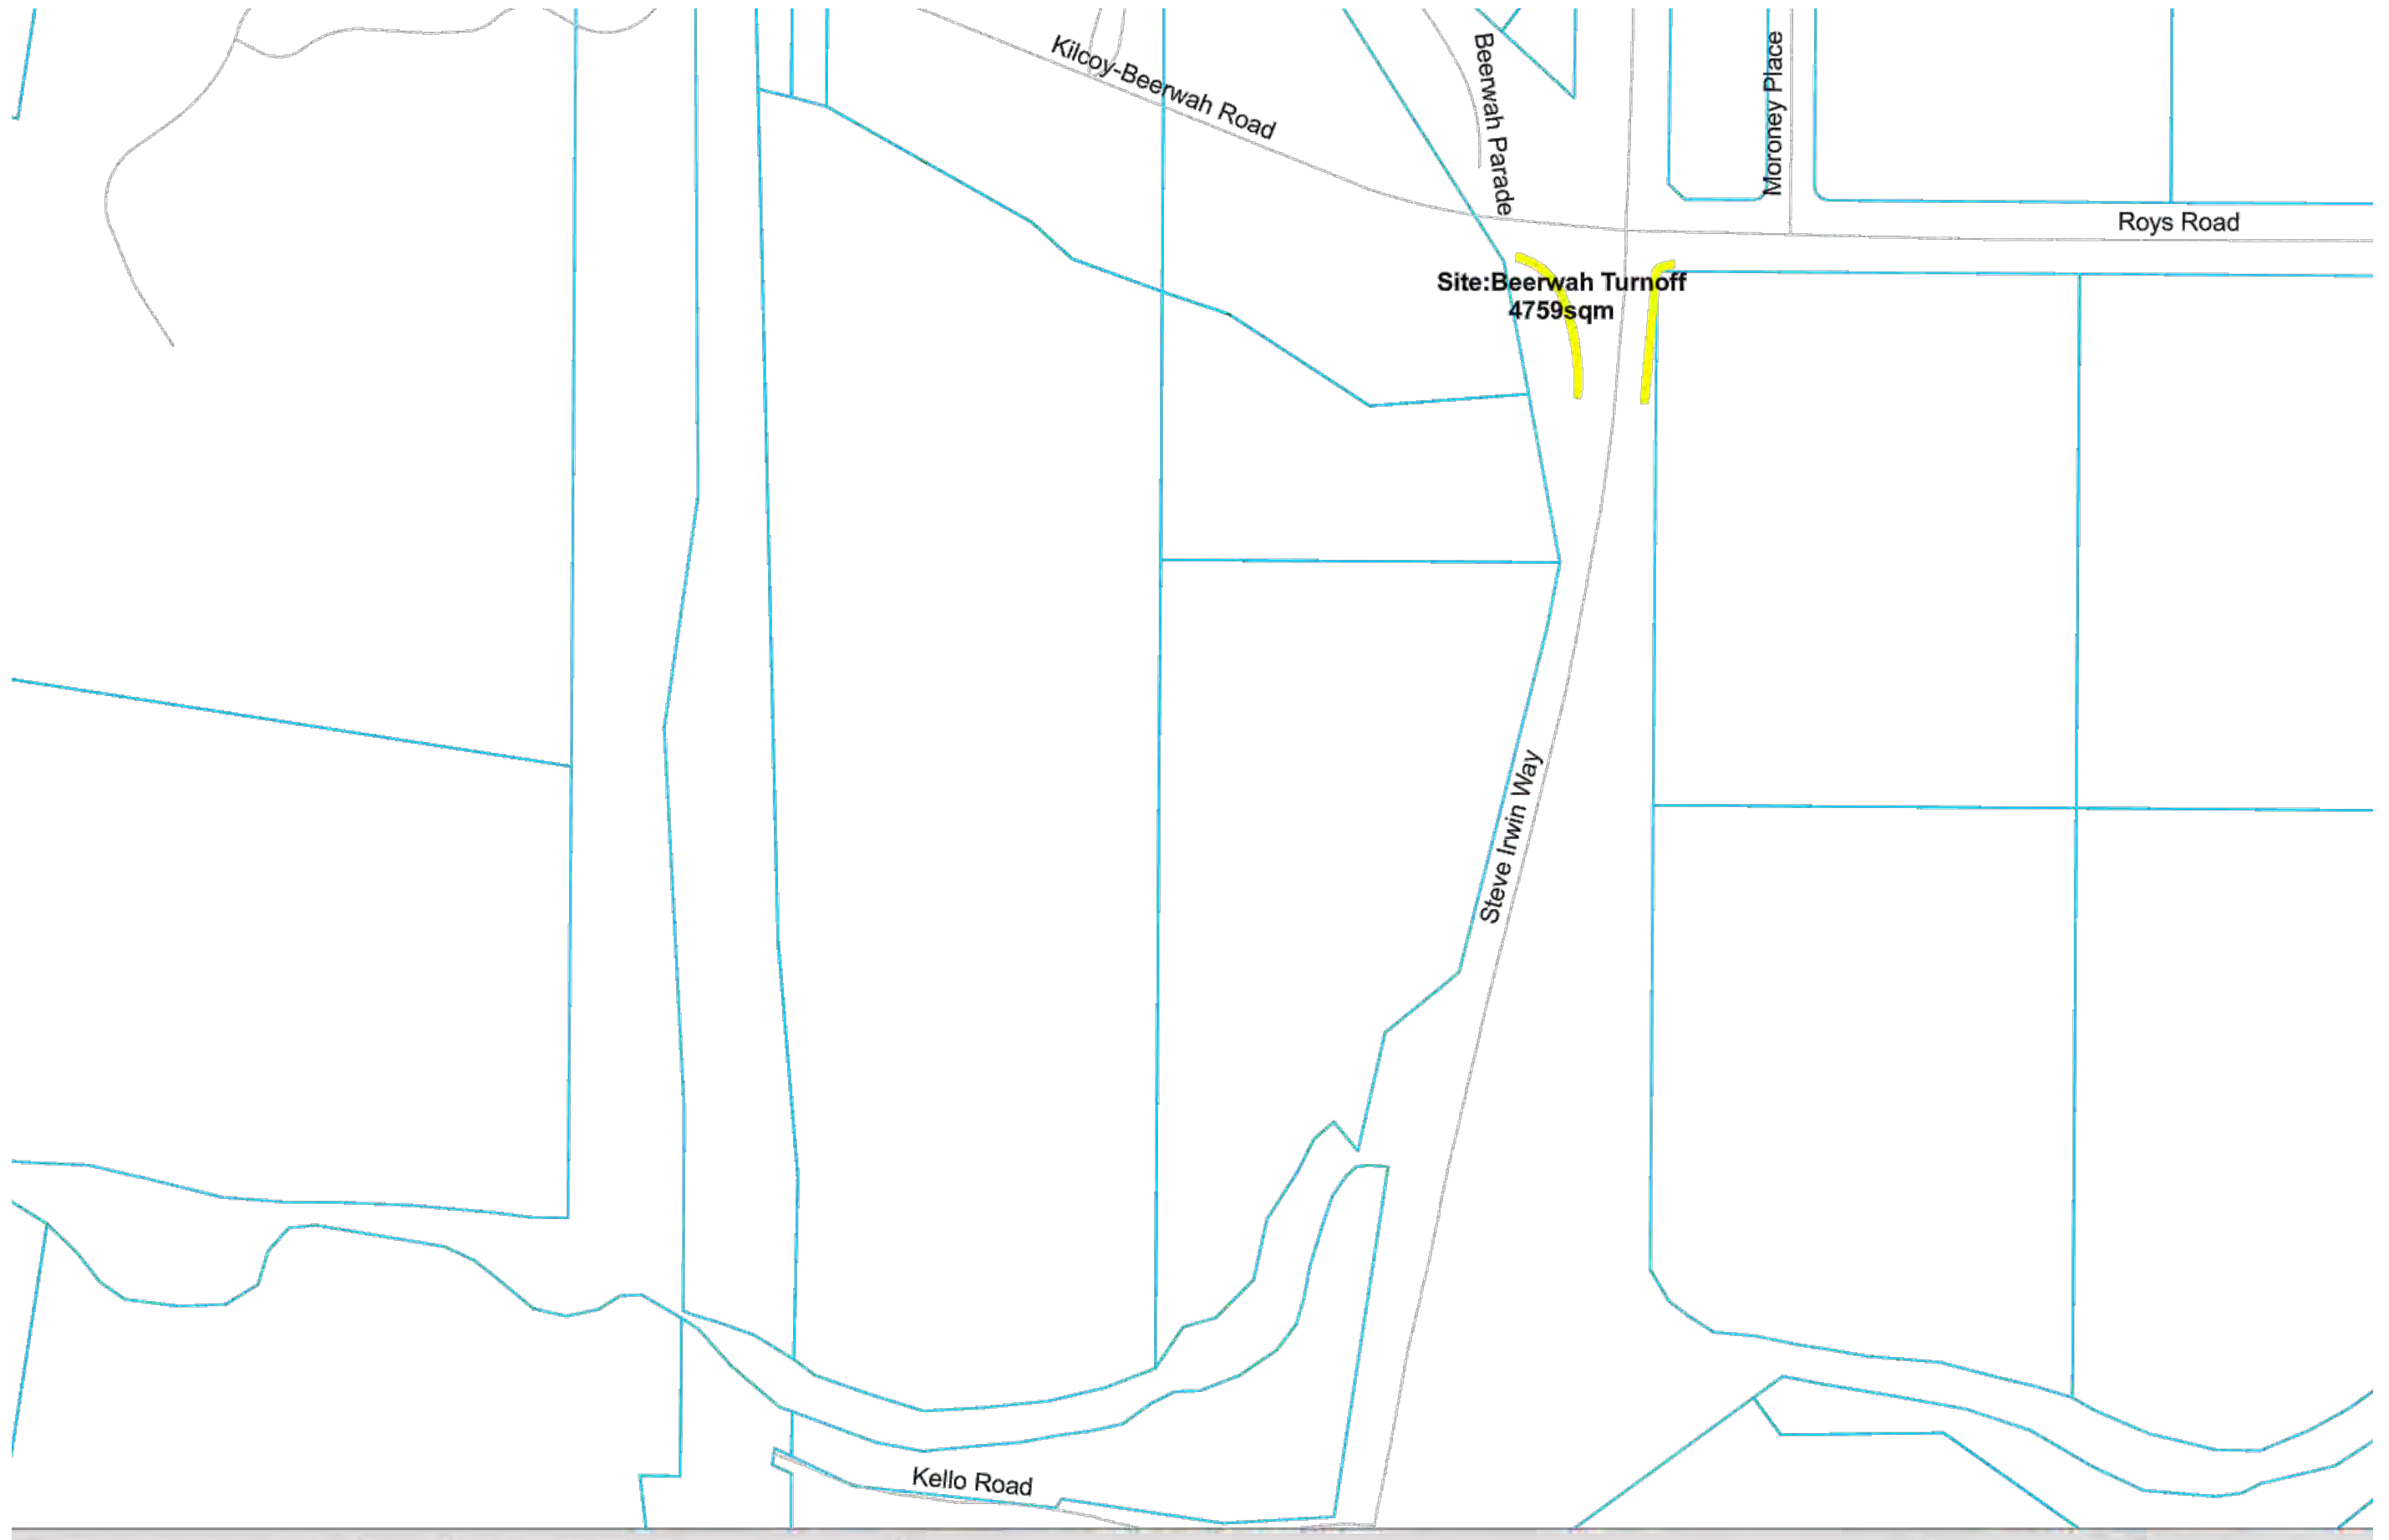 Kilcoy-Beerwah Road
Beerwah Parade
Moroney Place
Roys Road
Site:Beerwah Turnoff
4759sqm
Steve Irwin Way
Kello Road